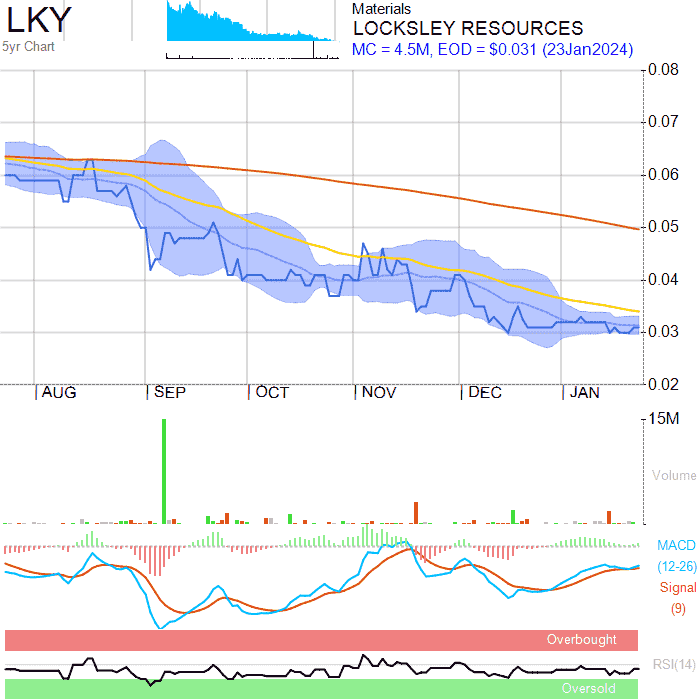 LKY
5yr Chart
Materials
LOCKSLEY RESOURCES
MC = 4.5M, EOD = $0.031 (23Jan2024)
0.08
0.07
0.06
0.05
0.04
0.03
0.02
AUG SEP OCT NOV DEC JAN
15M
Volume
MACD
(12-26)
Signal
(9)
Overbought
RSI(14)
Oversold